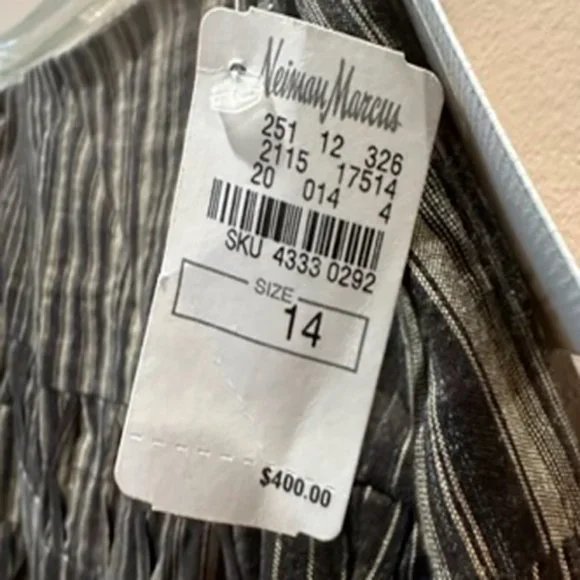 Neiman Marcus
251 12 326
2115 17514
20 014 4
SKU 4333 0292
SIZE
14
$400.00